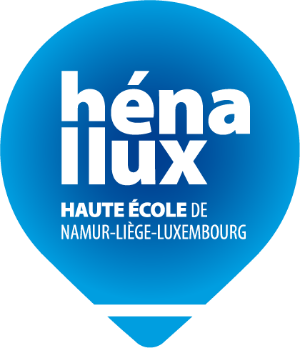 héna
llux
HAUTE ÉCOLE DE
NAMUR-LIÈGE-LUXEMBOURG